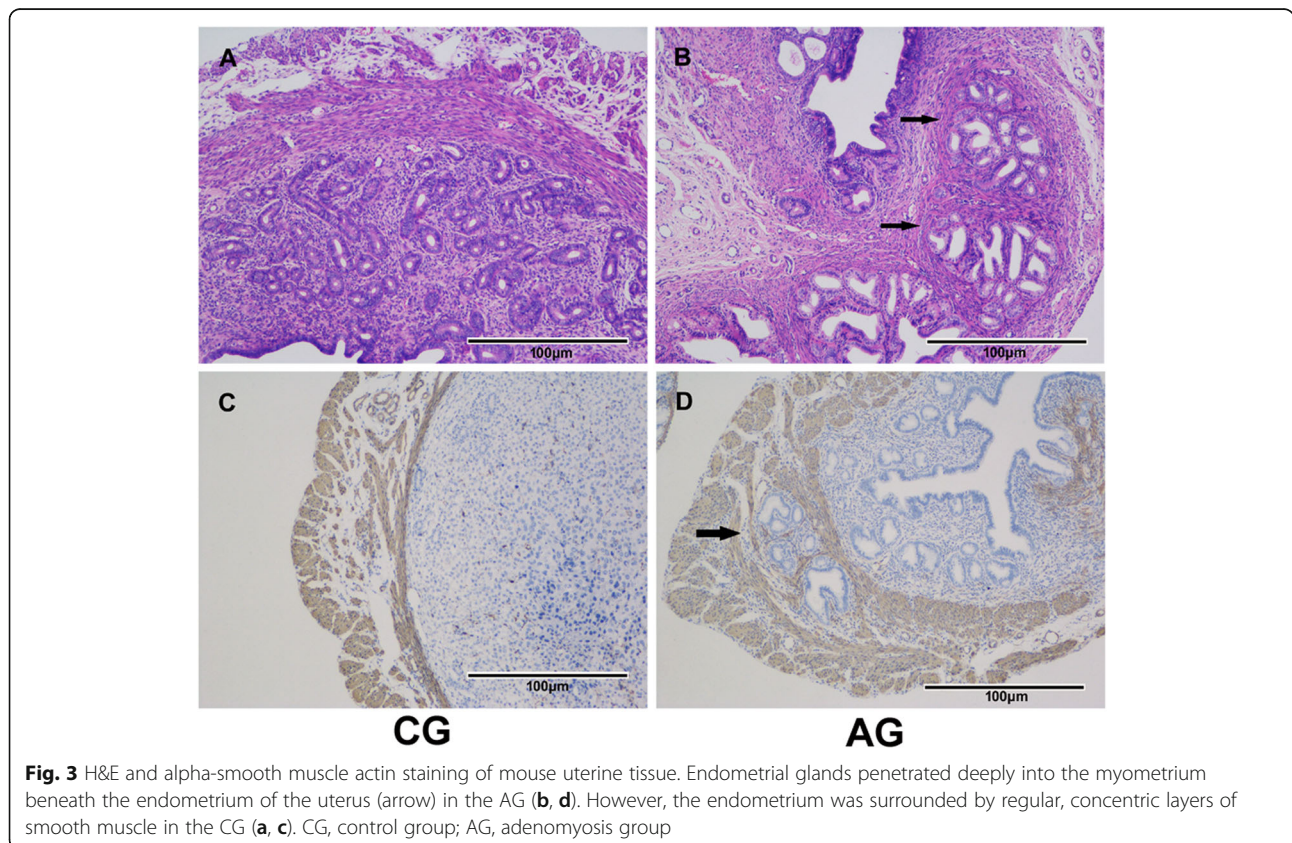 A
B
100µm
100µm
C
D
100µm
100µm
CG
AG
Fig. 3 H&E and alpha-smooth muscle actin staining of mouse uterine tissue. Endometrial glands penetrated deeply into the myometrium
beneath the endometrium of the uterus (arrow) in the AG (b, d). However, the endometrium was surrounded by regular, concentric layers of
smooth muscle in the CG (a, c). CG, control group; AG, adenomyosis group